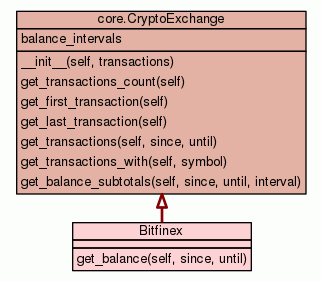 core.CryptoExchange
balance_intervals
__init__(self, transactions)
get_transactions_count(self)
get_first_transaction(self)
get_last_transaction(self)
get_transactions(self, since, until)
get_transactions_with(self, symbol)
get_balance_subtotals(self, since, until, interval)
Bitfinex
get_balance(self, since, until)